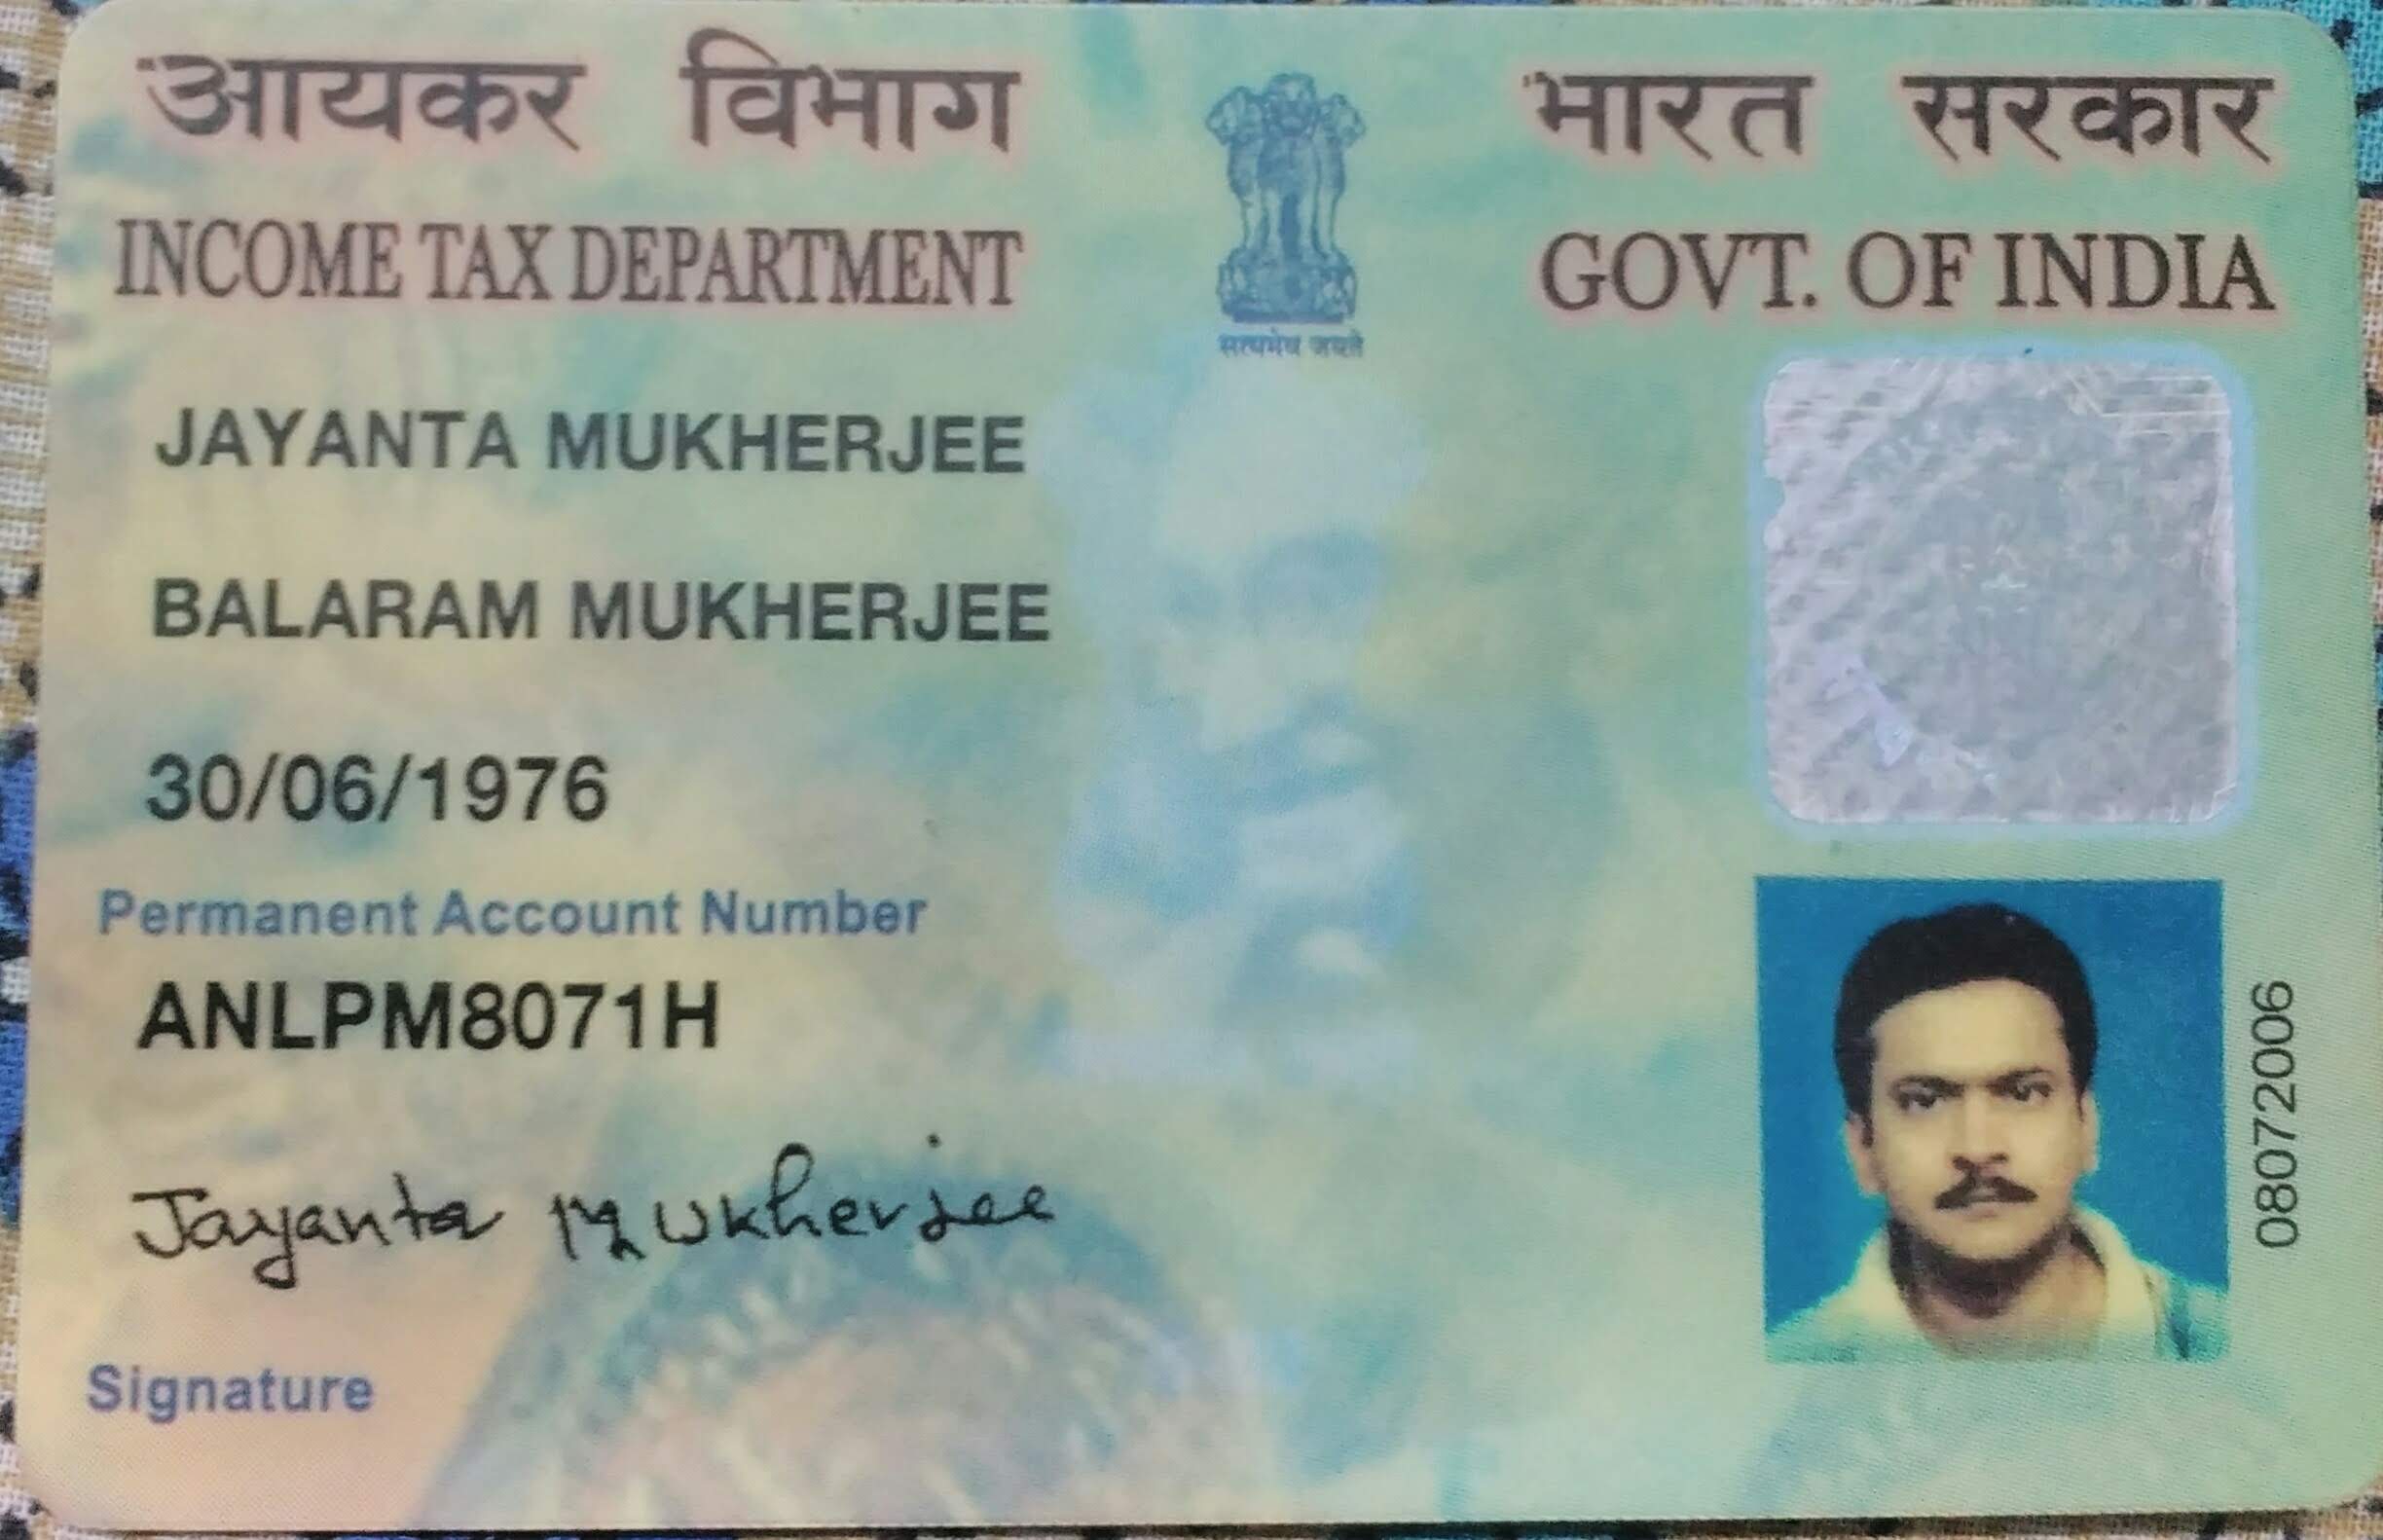 आयकर विभाग
INCOME TAX DEPARTMENT
भारत सरकार
GOVT. OF INDIA
सत्यमेव जयते
JAYANTA MUKHERJEE
BALARAM MUKHERJEE
30/06/1976
Permanent Account Number
ANLPM8071H
Jayanta Mukherjee
Signature
08072006